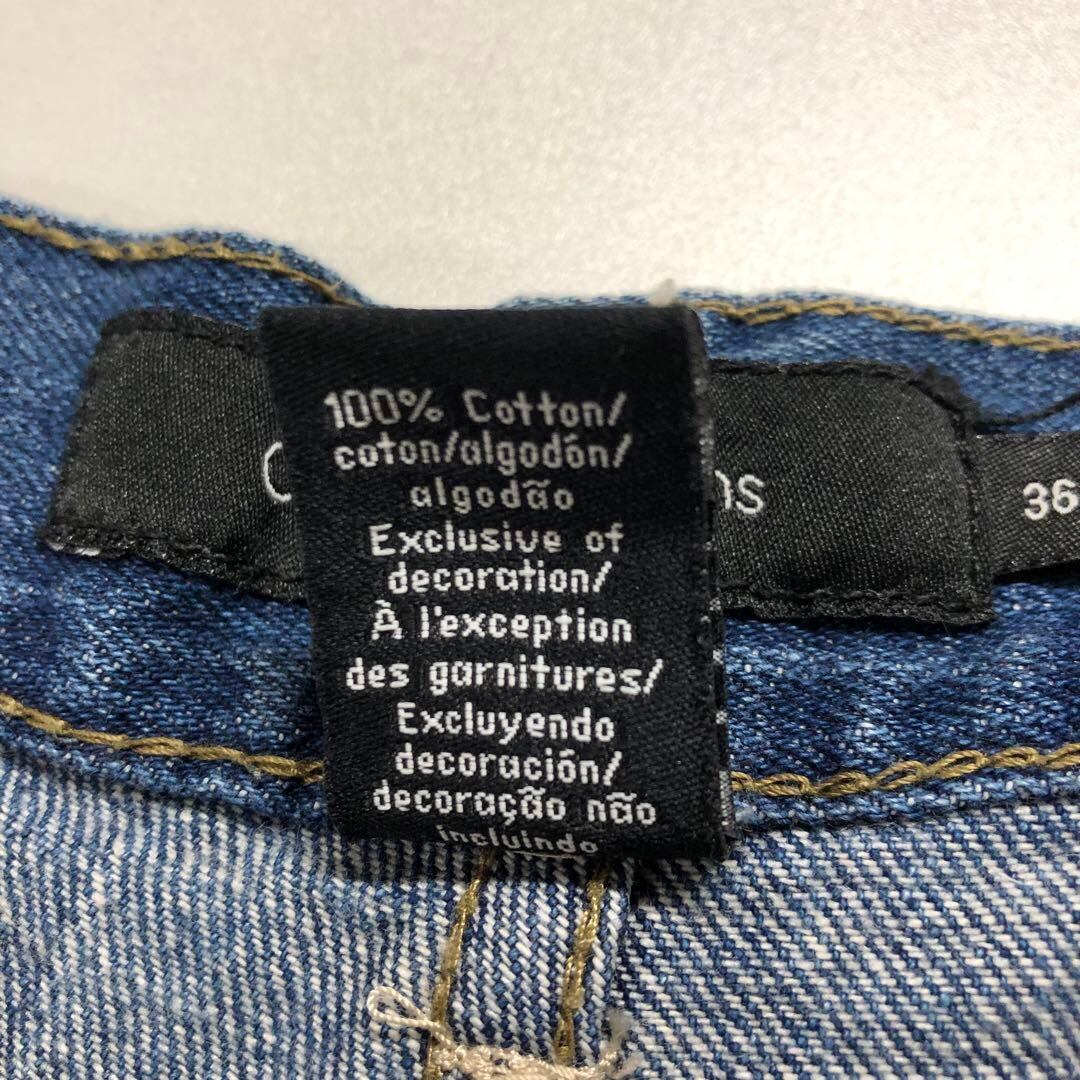 100% Cotton/
coton/algodón/
algodão
Exclusive of
decoration/
À l'exception
des garnitures/
Excluyendo
decoración/
decoração não
incluindo
36